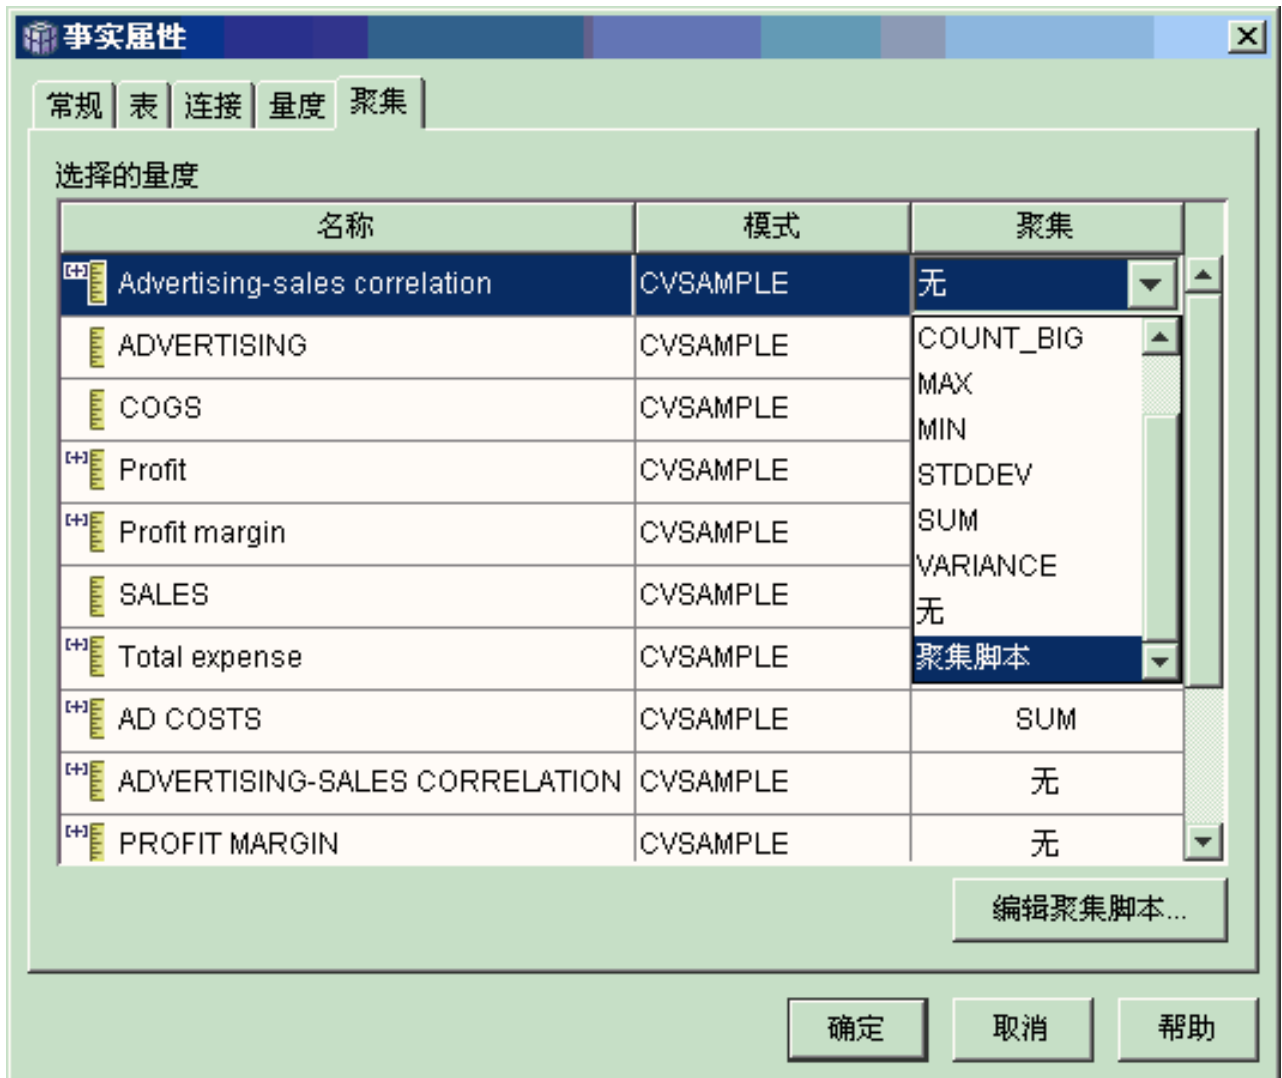 事实属性
常规 表 连接 量度 聚集
选择的量度
名称 模式 聚集
Advertising-sales correlation CVSAMPLE 无
ADVERTISING CVSAMPLE COUNT_BIG
MAX
COGS CVSAMPLE MIN
Profit CVSAMPLE STDDEV
Profit margin CVSAMPLE SUM
VARIANCE
SALES CVSAMPLE 无
Total expense CVSAMPLE 聚集脚本
AD COSTS CVSAMPLE SUM
ADVERTISING-SALES CORRELATION CVSAMPLE 无
PROFIT MARGIN CVSAMPLE 无
编辑聚集脚本...
确定 取消 帮助